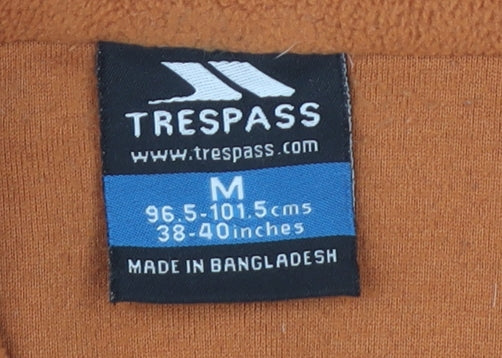 TRESPASS
www.trespass.com
M
96.5-101.5cms
38-40inches
MADE IN BANGLADESH